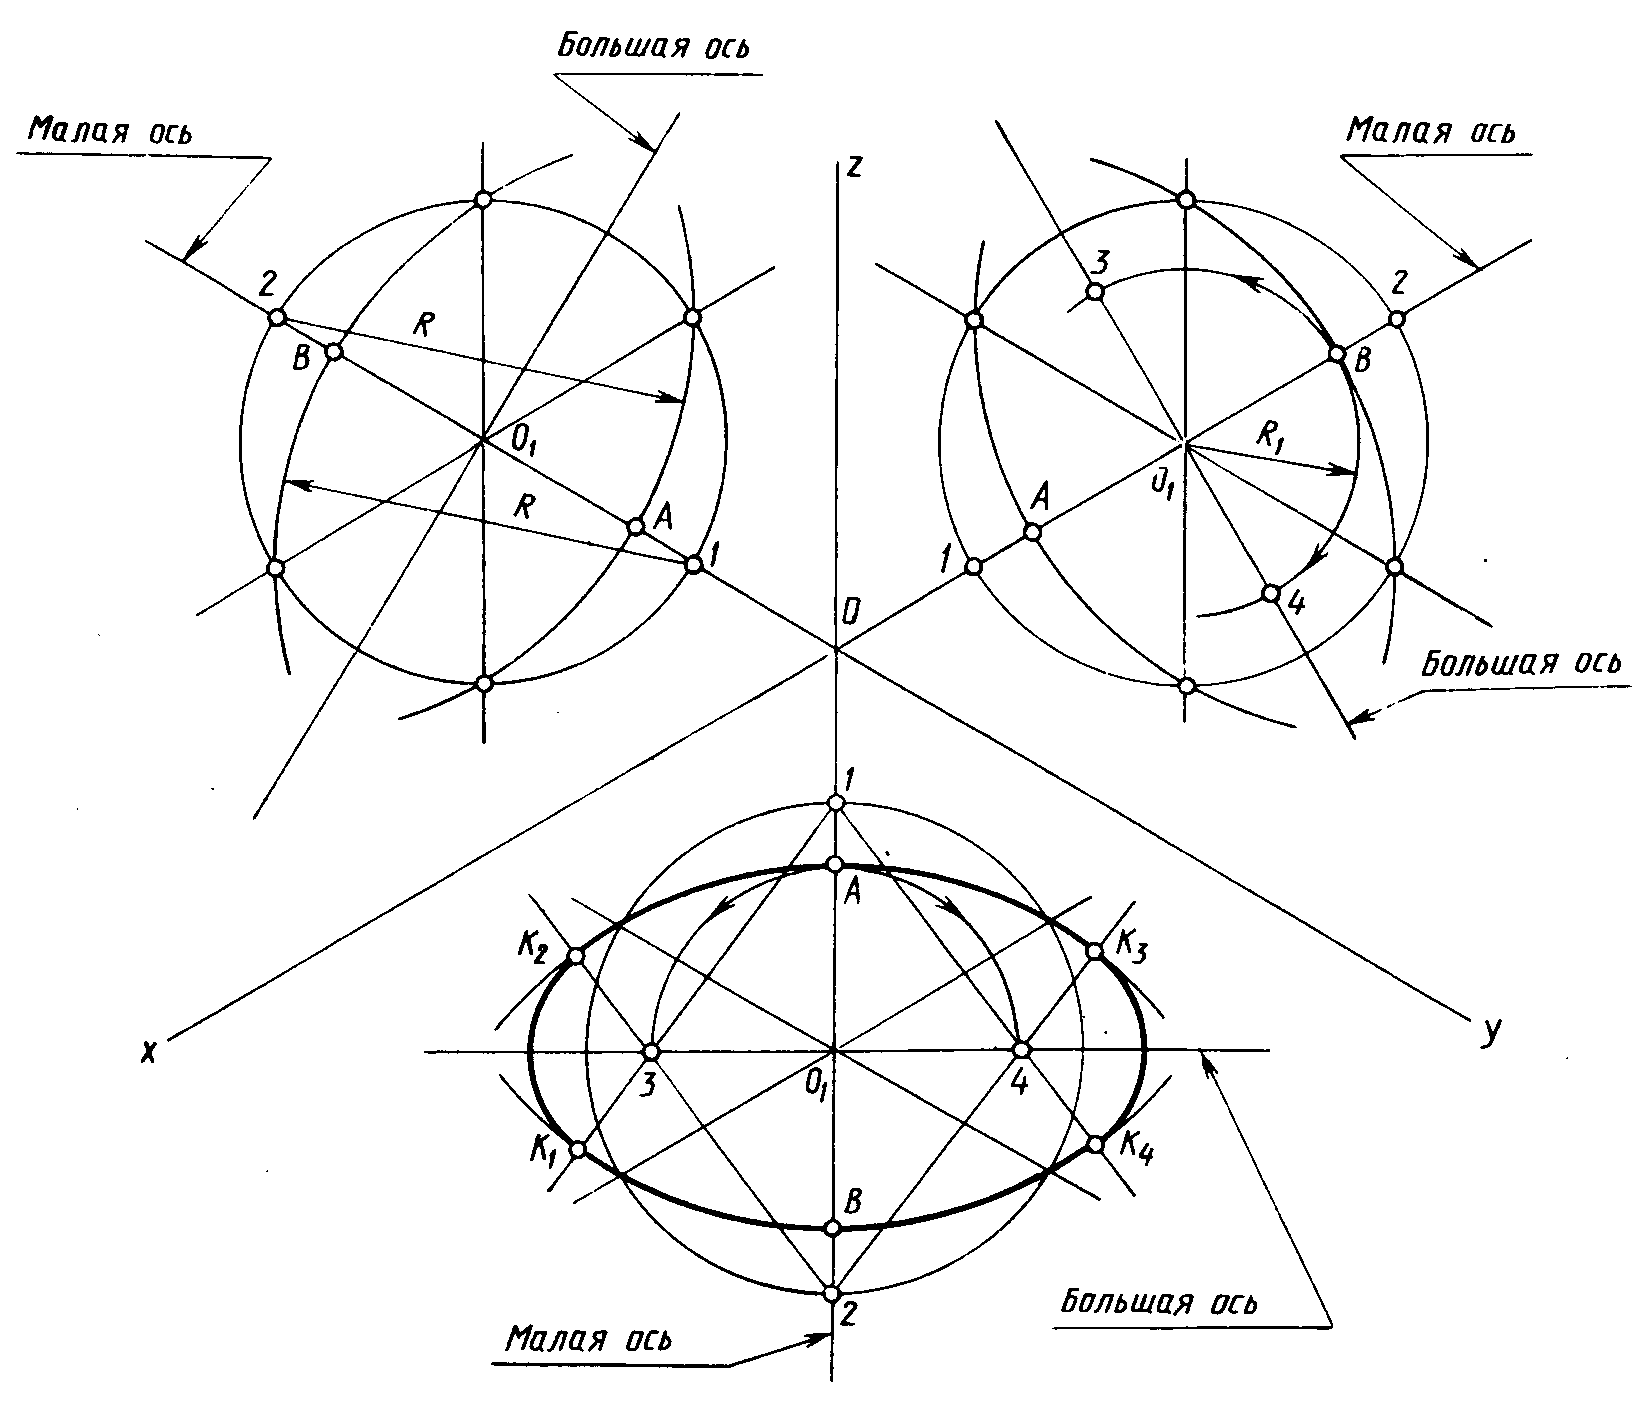 Большая ось
Малая ось
Малая ось
z
2
3
2
R
B
B
O₁
R₁
O₁
R
A
A
1
1
O
4
Большая ось
1
A
K₂
K₃
x
y
3
O₁
4
K₁
K₄
B
2
Большая ось
Малая ось